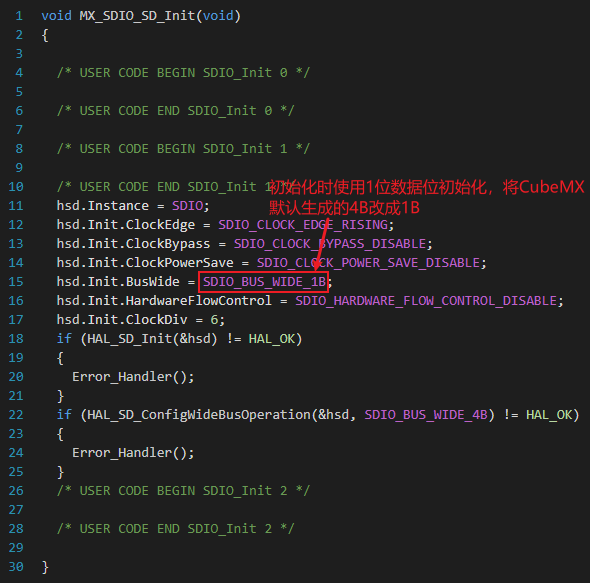 1 void MX_SDIO_SD_Init(void)
2 {
3
4 /* USER CODE BEGIN SDIO_Init 0 */
5
6 /* USER CODE END SDIO_Init 0 */
7
8 /* USER CODE BEGIN SDIO_Init 1 */
9
10 /* USER CODE END SDIO_Init 1 */
初始化时使用1位数据位初始化，将CubeMX
默认生成的4B改成1B
11 hsd.Instance = SDIO;
12 hsd.Init.ClockEdge = SDIO_CLOCK_EDGE_RISING;
13 hsd.Init.ClockBypass = SDIO_CLOCK_BYPASS_DISABLE;
14 hsd.Init.ClockPowerSave = SDIO_CLOCK_POWER_SAVE_DISABLE;
15 hsd.Init.BusWide = SDIO_BUS_WIDE_1B;
16 hsd.Init.HardwareFlowControl = SDIO_HARDWARE_FLOW_CONTROL_DISABLE;
17 hsd.Init.ClockDiv = 6;
18 if (HAL_SD_Init(&hsd) != HAL_OK)
19 {
20 Error_Handler();
21 }
22 if (HAL_SD_ConfigWideBusOperation(&hsd, SDIO_BUS_WIDE_4B) != HAL_OK)
23 {
24 Error_Handler();
25 }
26 /* USER CODE BEGIN SDIO_Init 2 */
27
28 /* USER CODE END SDIO_Init 2 */
29
30 }